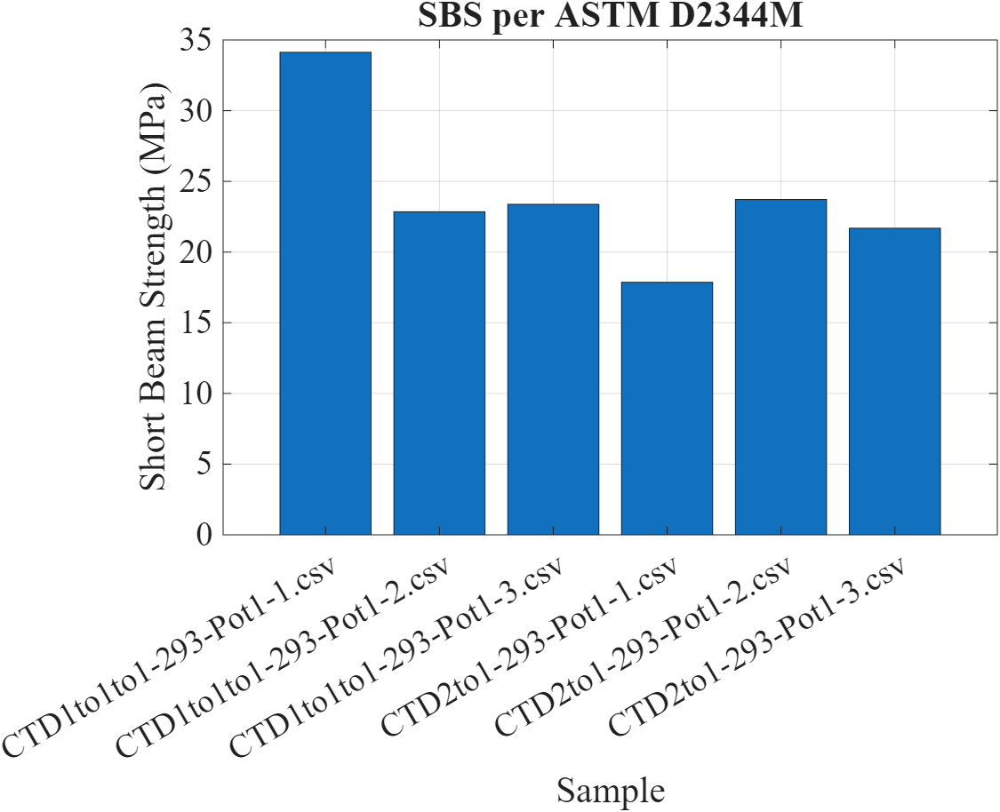 SBS per ASTM D2344M
Short Beam Strength (MPa)
35
30
25
20
15
10
5
0
CTD1to1to1-293-Pot1-1.csv
CTD1to1to1-293-Pot1-2.csv
CTD1to1to1-293-Pot1-3.csv
CTD2to1-293-Pot1-1.csv
CTD2to1-293-Pot1-2.csv
CTD2to1-293-Pot1-3.csv
Sample